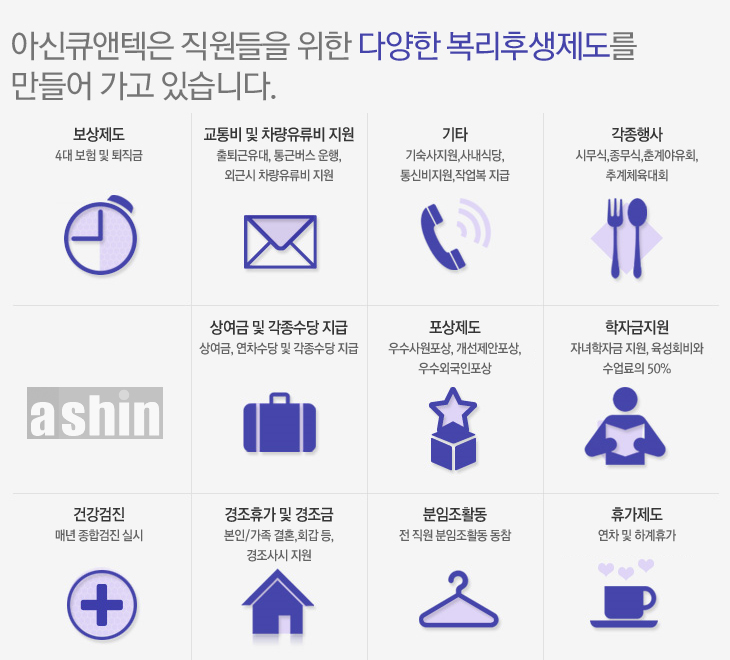 아신큐앤텍은 직원들을 위한 다양한 복리후생제도를
만들어 가고 있습니다.
보상제도
4대 보험 및 퇴직금
교통비 및 차량유류비 지원
출퇴근유대, 통근버스 운행,
외근시 차량유류비 지원
기타
기숙사지원,사내식당,
통신비지원,작업복 지급
각종행사
시무식,종무식,춘계야유회,
추계체육대회
ashin
상여금 및 각종수당 지급
상여금, 연차수당 및 각종수당 지급
포상제도
우수사원포상, 개선제안포상,
우수외국인포상
학자금지원
자녀학자금 지원, 육성회비와
수업료의 50%
건강검진
매년 종합검진 실시
경조휴가 및 경조금
본인/가족 결혼,회갑 등,
경조사시 지원
분임조활동
전 직원 분임조활동 동참
휴가제도
연차 및 하계휴가